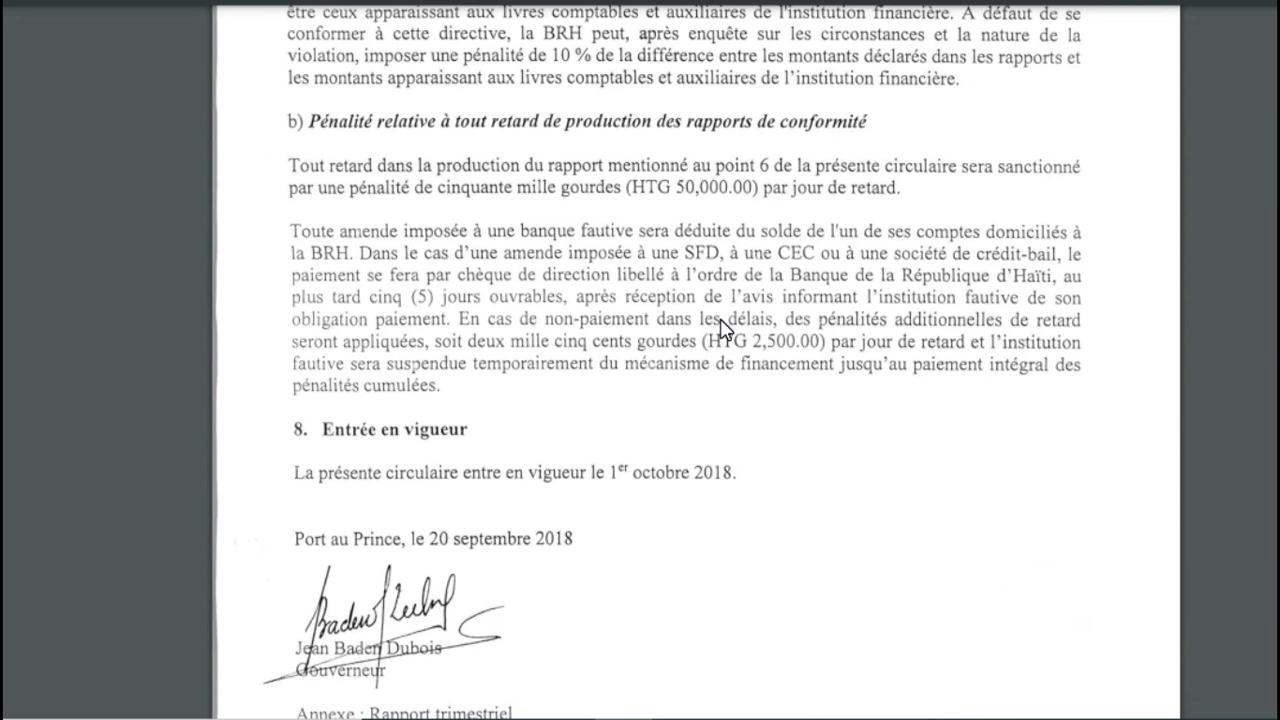 être ceux apparaissant aux livres comptables et auxiliaires de l'institution financière. A défaut de se
conformer à cette directive, la BRH peut, après enquête sur les circonstances et la nature de la
violation, imposer une pénalité de 10 % de la différence entre les montants déclarés dans les rapports et
les montants apparaissant aux livres comptables et auxiliaires de l'institution financière.
b) Pénalité relative à tout retard de production des rapports de conformité
Tout retard dans la production du rapport mentionné au point 6 de la présente circulaire sera sanctionné
par une pénalité de cinquante mille gourdes (HTG 50,000.00) par jour de retard.
Toute amende imposée à une banque fautive sera déduite du solde de l'un de ses comptes domiciliés à
la BRH. Dans le cas d'une amende imposée à une SFD, à une CEC ou à une société de crédit-bail, le
paiement se fera par chèque de direction libellé à l'ordre de la Banque de la République d'Haïti, au
plus tard cinq (5) jours ouvrables, après réception de l'avis informant l'institution fautive de son
obligation paiement. En cas de non-paiement dans les délais, des pénalités additionnelles de retard
seront appliquées, soit deux mille cinq cents gourdes (HTG 2,500.00) par jour de retard et l'institution
fautive sera suspendue temporairement du mécanisme de financement jusqu'au paiement intégral des
pénalités cumulées.
8. Entrée en vigueur
La présente circulaire entre en vigueur le 1er octobre 2018.
Port au Prince, le 20 septembre 2018
Jean Baden Dubois
Gouverneur
Annexe : Rapport trimestriel